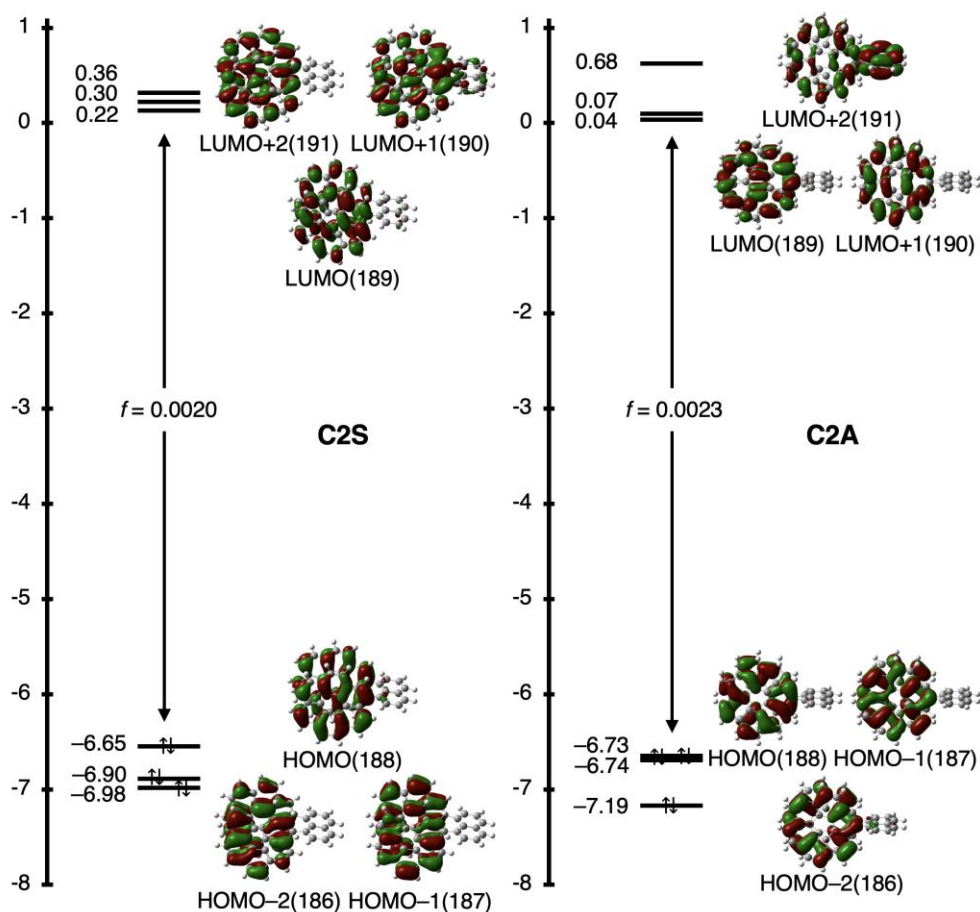 1
0
-1
-2
-3
-4
-5
-6
-7
-8
0.36
0.30
0.22
LUMO+2(191) LUMO+1(190)
LUMO(189)
f = 0.0020
C2S
HOMO(188)
–6.65
–6.90
–6.98
HOMO–2(186) HOMO–1(187)
1
0
-1
-2
-3
-4
-5
-6
-7
-8
0.68
0.07
0.04
LUMO+2(191)
LUMO(189) LUMO+1(190)
f = 0.0023
C2A
–6.73
–6.74
HOMO(188) HOMO–1(187)
–7.19
HOMO–2(186)